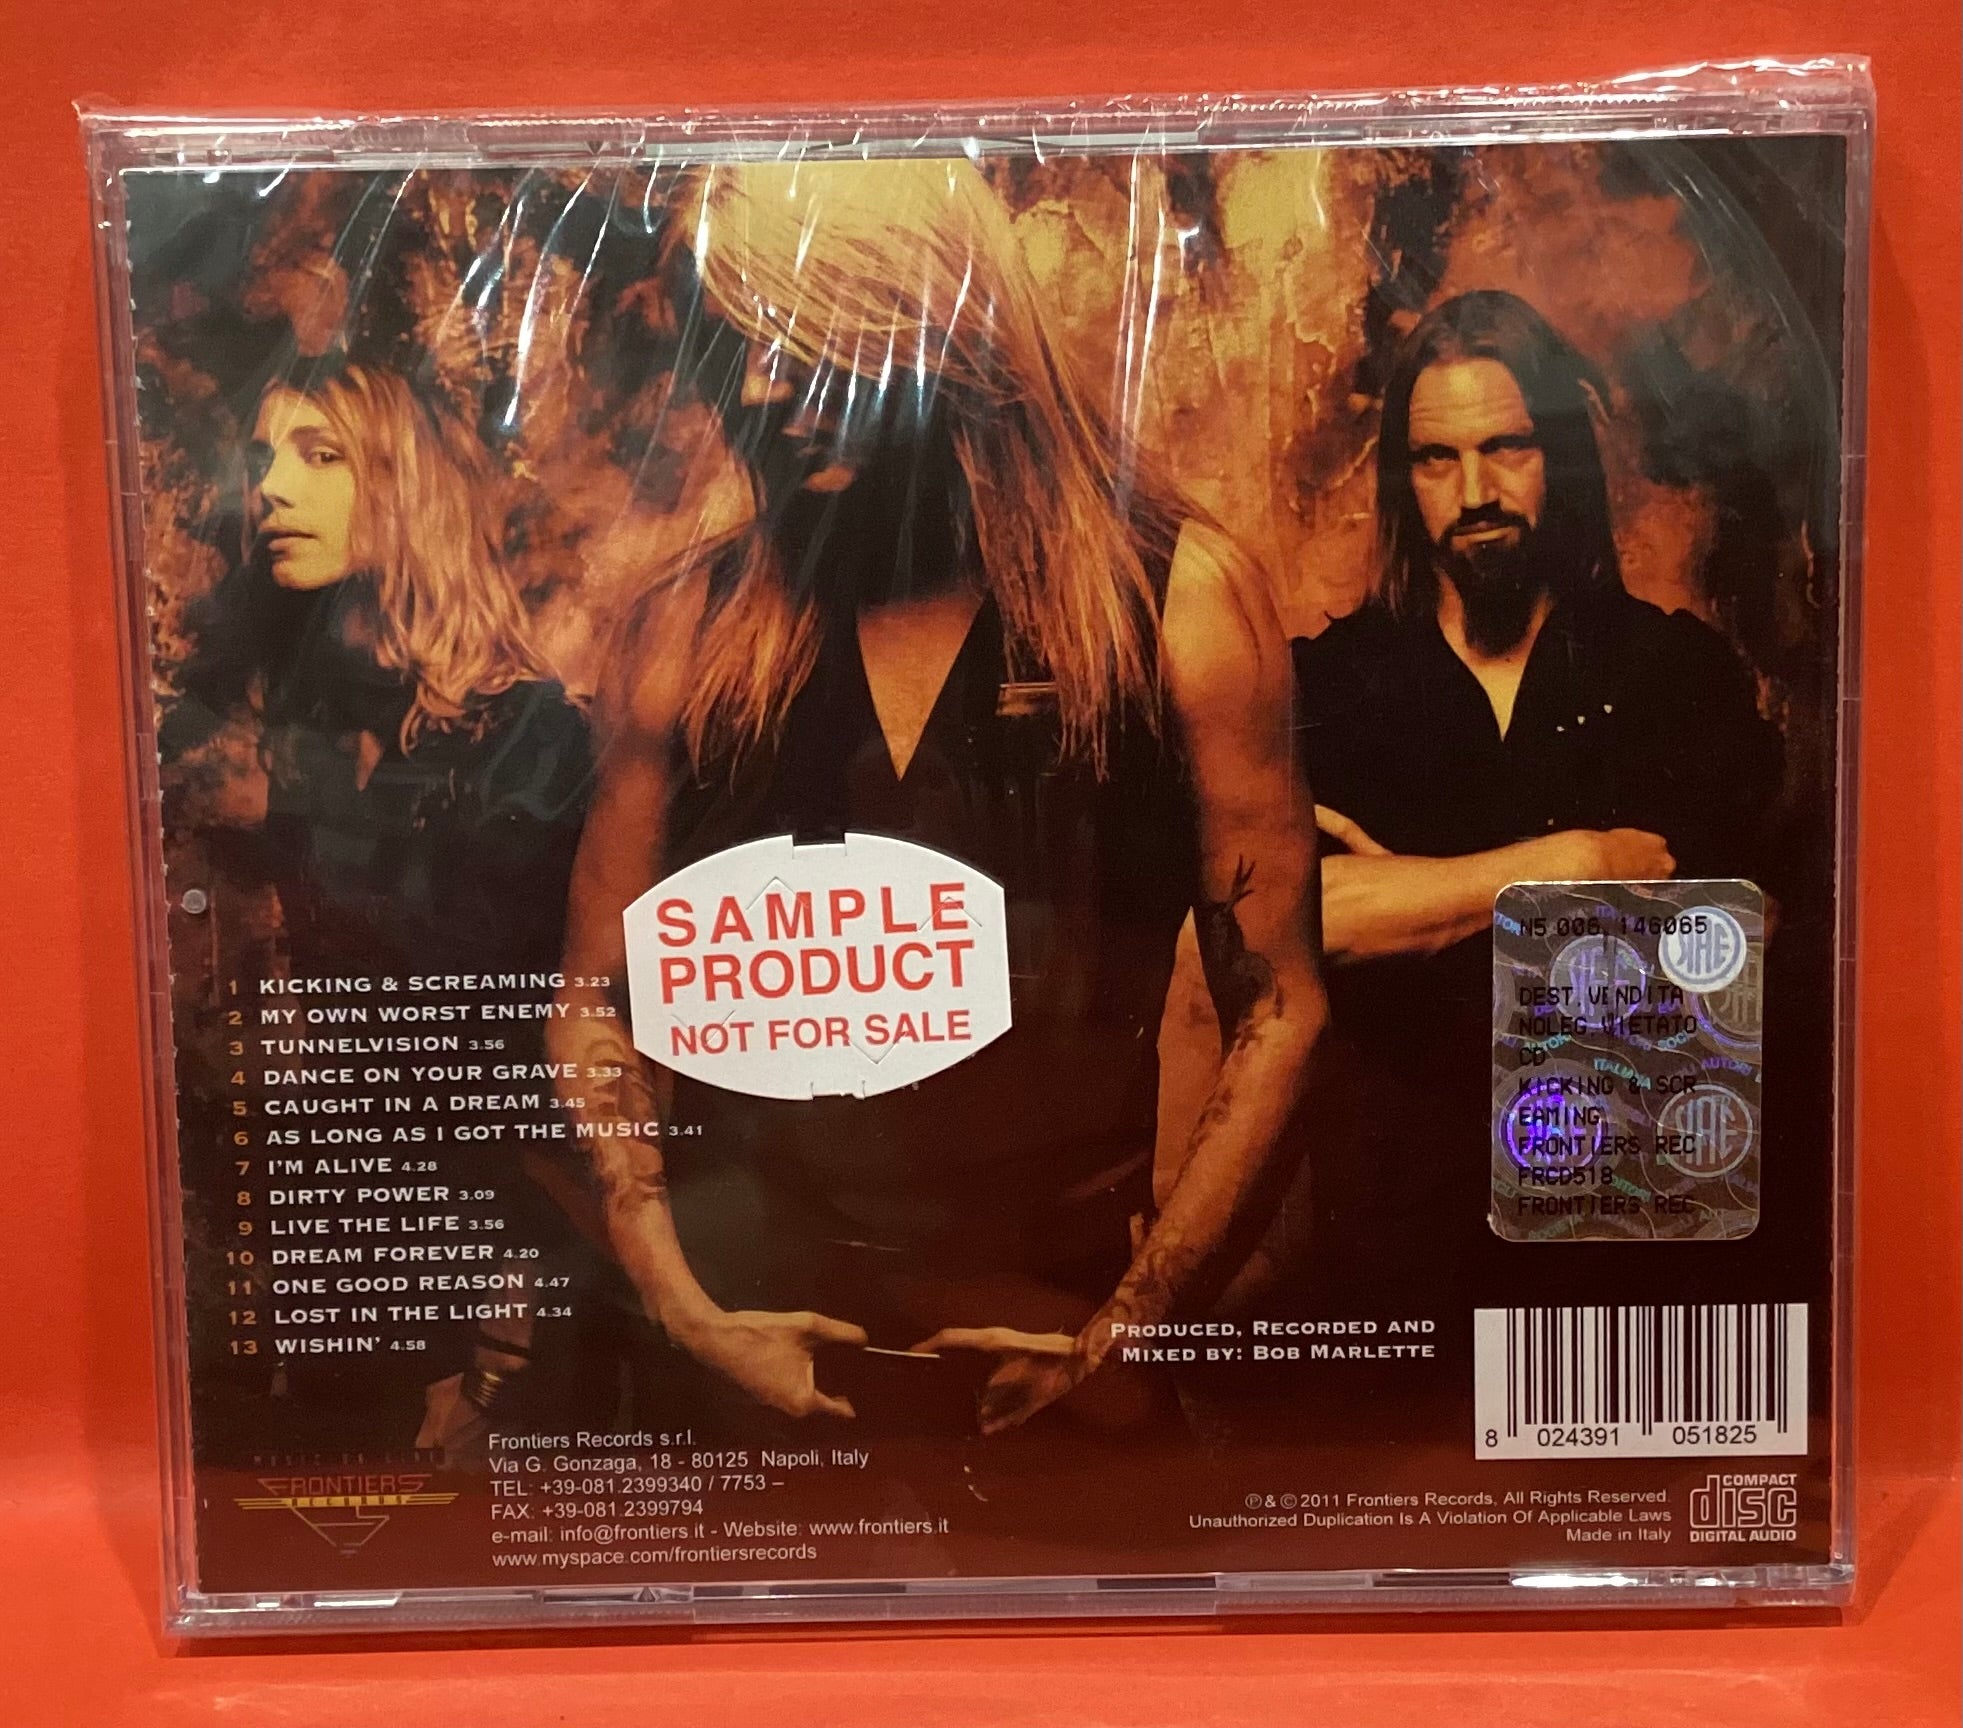 SAMPLE
PRODUCT
NOT FOR SALE
1 KICKING & SCREAMING 3.23
2 MY OWN WORST ENEMY 3.52
3 TUNNELVISION 3.56
4 DANCE ON YOUR GRAVE 3.33
5 CAUGHT IN A DREAM 3.45
6 AS LONG AS I GOT THE MUSIC 3.41
7 I'M ALIVE 4.28
8 DIRTY POWER 3.09
9 LIVE THE LIFE 3.56
10 DREAM FOREVER 4.20
11 ONE GOOD REASON 4.47
12 LOST IN THE LIGHT 4.34
13 WISHIN' 4.58
N5 006,146065
DEST.VENDITA
NOLEG.VIETATO
CD
KICKING & SCR
EAMING
FRONTIERS REC
FRCD518
FRONTIERS REC
PRODUCED, RECORDED AND
MIXED BY: BOB MARLETTE
8 024391 051825
FRONTIERS
RECORDS
Frontiers Records s.r.l.
Via G. Gonzaga, 18 - 80125 Napoli, Italy
TEL: +39-081.2399340 / 7753 –
FAX: +39-081.2399794
e-mail: info@frontiers.it - Website: www.frontiers.it
www.myspace.com/frontiersrecords
℗ & © 2011 Frontiers Records, All Rights Reserved.
Unauthorized Duplication Is A Violation Of Applicable Laws
Made in Italy
COMPACT
disc
DIGITAL AUDIO